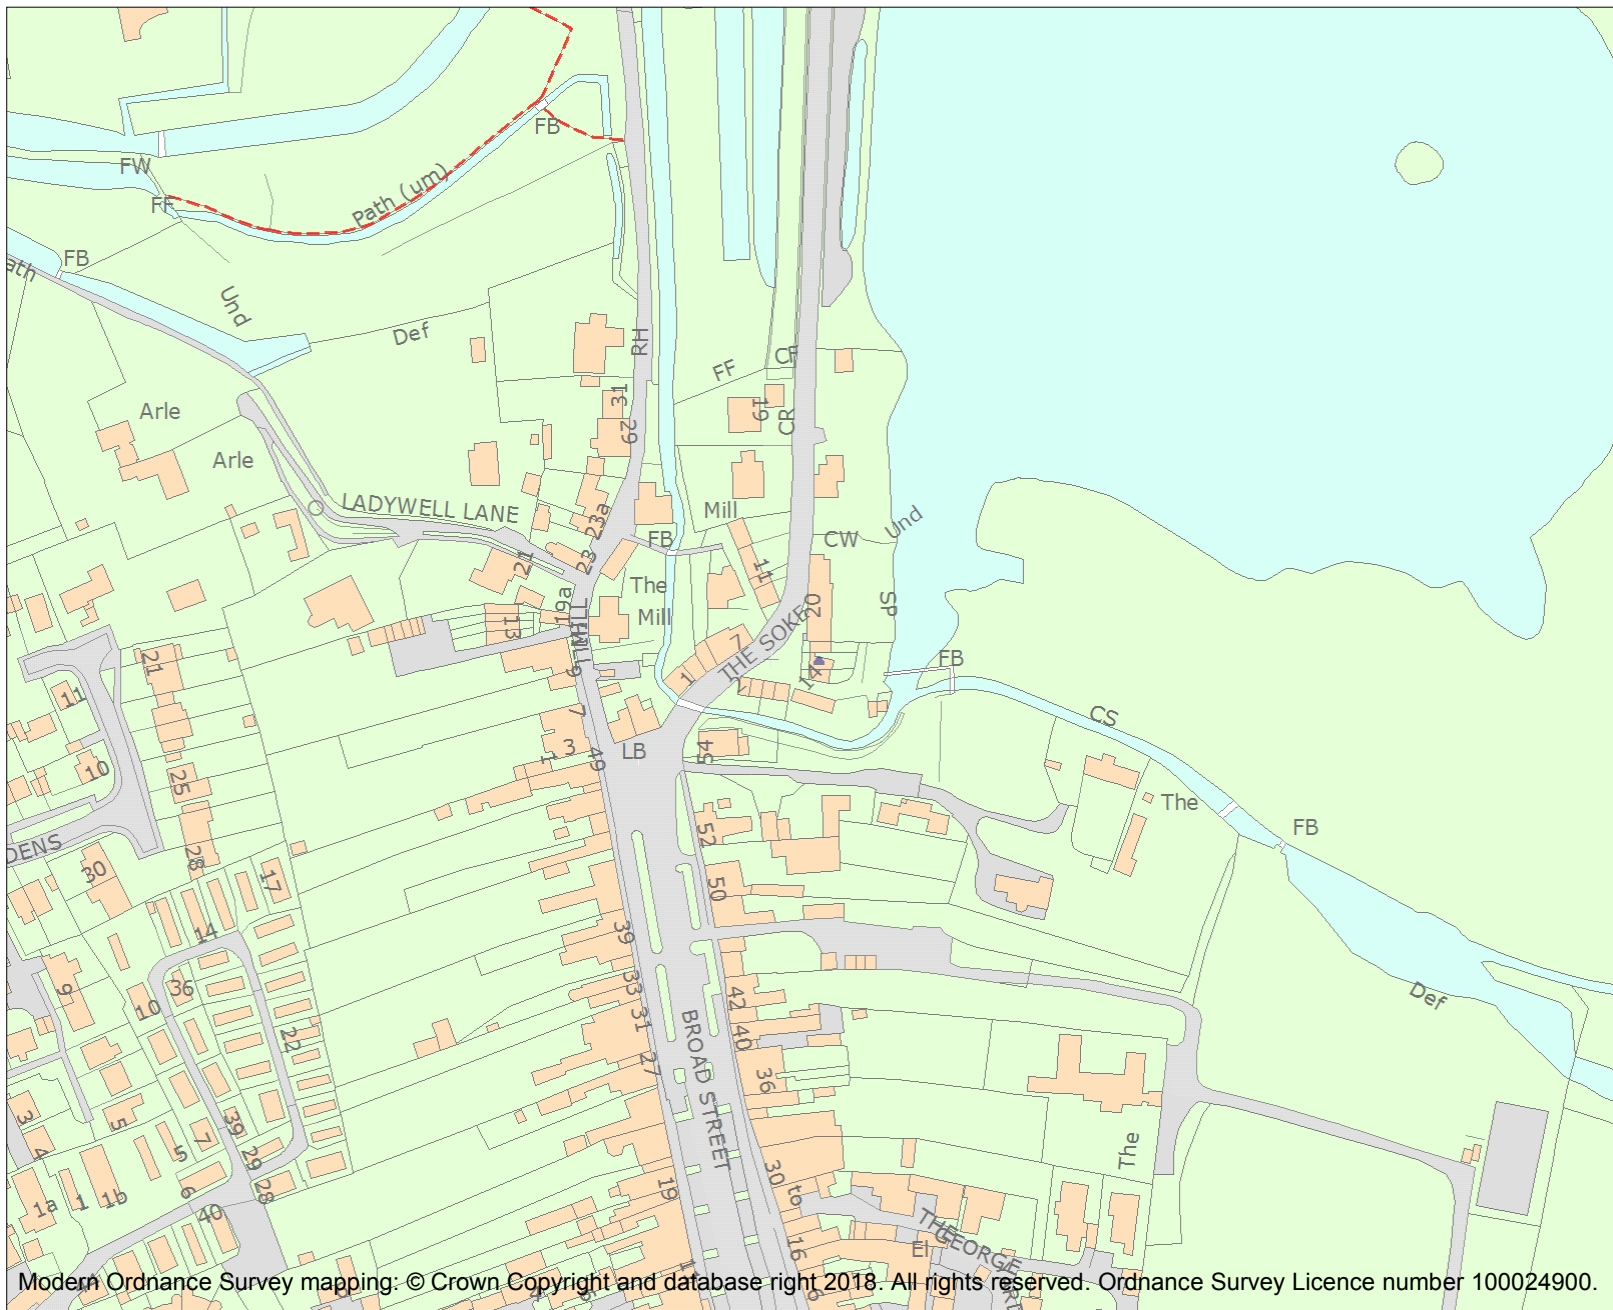 FB
FW
Path (um)
FF
FB
ath
Und
Def
RH
FF
CF
31
19
CR
Arle
29
Arle
LADYWELL LANE
Mill
23a
FB
CW
Und
21
23
11
The
Mill
19a
20
SP
13
MILL HILL
7
THE SOKE
FB
21
9
1
2
14
11
7
CS
3
LB
54
1
49
10
25
The
52
FB
DENS
28
30
17
50
14
39
36
9
33
42
Def
10
31
22
40
BROAD STREET
27
36
3
5
39
4
7
5
29
The
1a
1
1b
6
28
19
30 to
40
THE GEORGE
16
El
Modern Ordnance Survey mapping: © Crown Copyright and database right 2018. All rights reserved. Ordnance Survey Licence number 100024900.